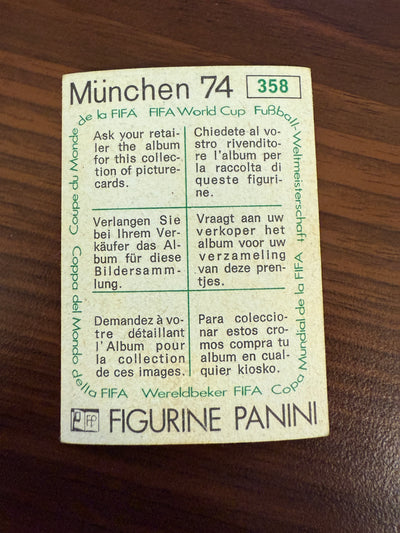 München 74 358
de la FIFA FIFA World Cup Fußball-Weltmeisterschaft
Coupe du Monde
Ask your retai-
ler the album
for this collec-
tion of picture-
cards.
Chiedete al vo-
stro rivendito-
re l'album per
la raccolta di
queste figuri-
ne.
Verlangen Sie
bei Ihrem Ver-
käufer das Al-
bum für diese
Bildersamm-
lung.
Vraagt aan uw
verkoper het
album voor uw
verzameling
van deze pren-
tjes.
Demandez à vo-
tre détaillant
l'Album pour
la collection
de ces images.
Para coleccio-
nar estos cro-
mos compra tu
album en cual-
quier kiosko.
Coppa del Mondo
della FIFA Wereldbeker FIFA Copa Mundial de la FIFA
FIGURINE PANINI